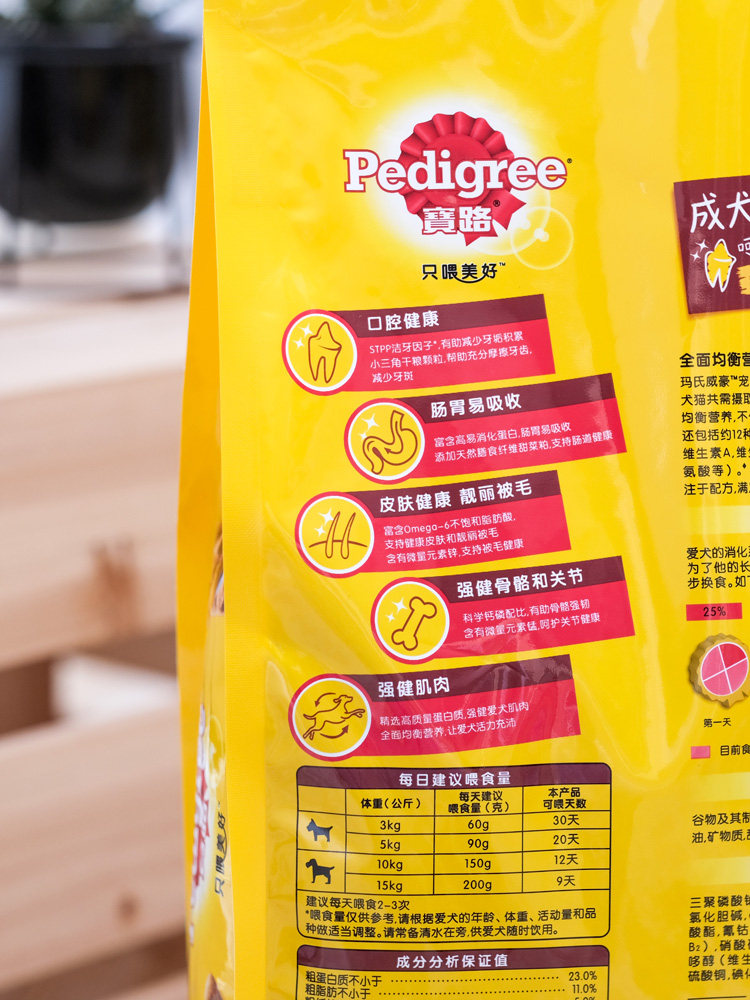 Pedigree®
寶路®
只喂美好™
口腔健康
STPP洁牙因子*,有助减少牙垢积累
小三角干粮颗粒,帮助充分摩擦牙齿,
减少牙斑
肠胃易吸收
富含高易消化蛋白,肠胃易吸收
添加天然膳食纤维甜菜粕,支持肠道健康
皮肤健康 靓丽被毛
富含Omega-6不饱和脂肪酸,
支持健康皮肤和靓丽被毛
含有微量元素锌,支持被毛健康
强健骨骼和关节
科学钙磷配比,有助骨骼强韧
含有微量元素锰,呵护关节健康
强健肌肉
精选高质量蛋白质,强健爱犬肌肉
全面均衡营养,让爱犬活力充沛
每日建议喂食量
体重(公斤) 每天建议喂食量(克) 本产品可喂天数
3kg 60g 30天
5kg 90g 20天
10kg 150g 12天
15kg 200g 9天
建议每天喂食2-3次
*喂食量仅供参考,请根据爱犬的年龄、体重、活动量和品
种做适当调整。请常备清水在旁,供爱犬随时饮用。
成分分析保证值
粗蛋白质不小于 23.0%
粗脂肪不小于 11.0%
成犬
全面均衡营
玛氏威豪™宠
犬猫共需摄取
均衡营养,不
还包括约12种
维生素A,维
氨酸等)。
注于配方,满
爱犬的消化
为了他的长
步换食。如
25%
第一天
目前食
谷物及其制
油,矿物质,
三聚磷酸
氯化胆碱,
酸酯,氰钴
B₂),硝酸
哆醇(维生
硫酸铜,碘
只喂美好